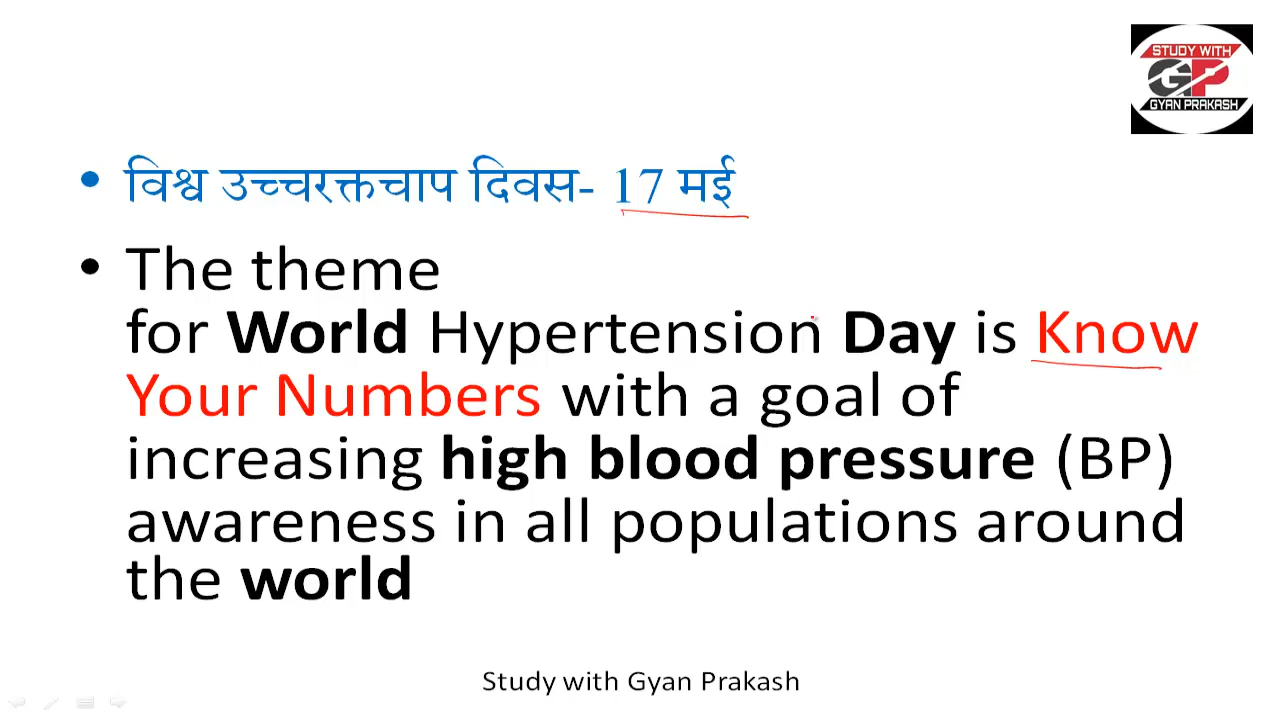 STUDY WITH
GP
GYAN PRAKASH
• विश्व उच्चरक्तचाप दिवस- 17 मई
• The theme
for World Hypertension Day is Know
Your Numbers with a goal of
increasing high blood pressure (BP)
awareness in all populations around
the world
Study with Gyan Prakash